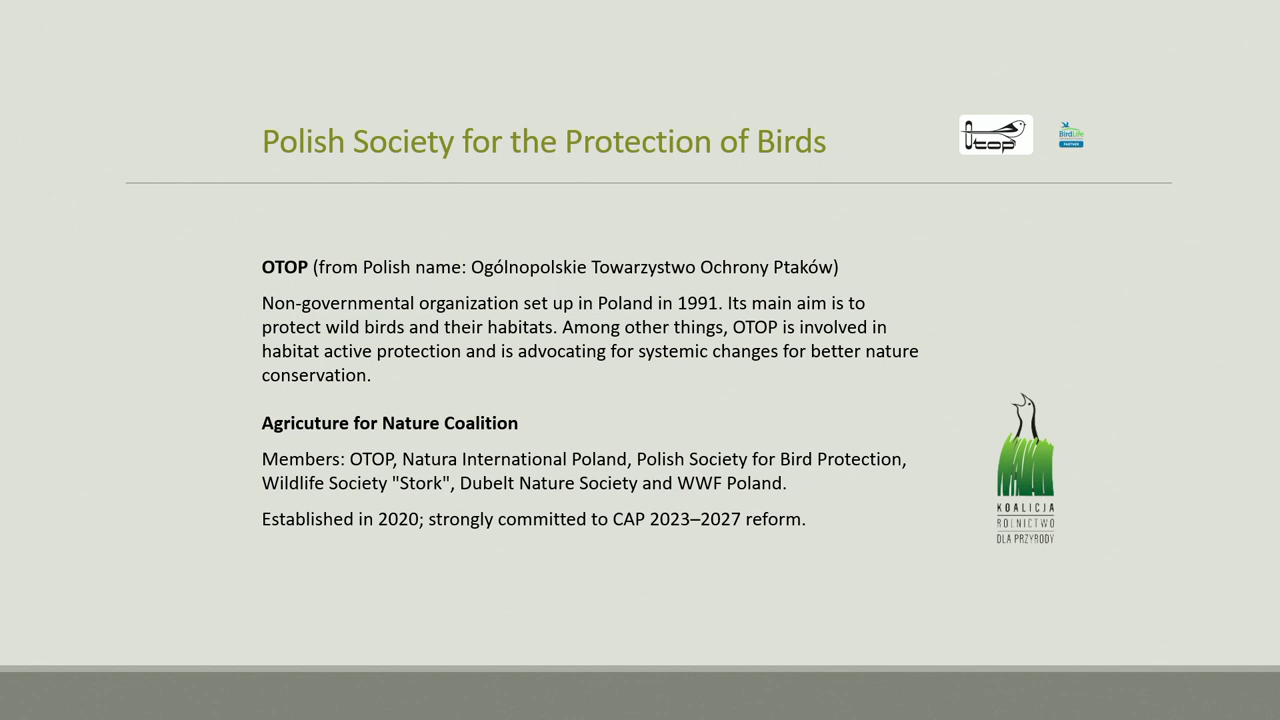 Polish Society for the Protection of Birds
Otop
BirdLife
PARTNER
OTOP (from Polish name: Ogólnopolskie Towarzystwo Ochrony Ptaków)
Non-governmental organization set up in Poland in 1991. Its main aim is to
protect wild birds and their habitats. Among other things, OTOP is involved in
habitat active protection and is advocating for systemic changes for better nature
conservation.
Agricuture for Nature Coalition
Members: OTOP, Natura International Poland, Polish Society for Bird Protection,
Wildlife Society "Stork", Dubelt Nature Society and WWF Poland.
Established in 2020; strongly committed to CAP 2023–2027 reform.
KOALICJA
ROLNICTWO
DLA PRZYRODY